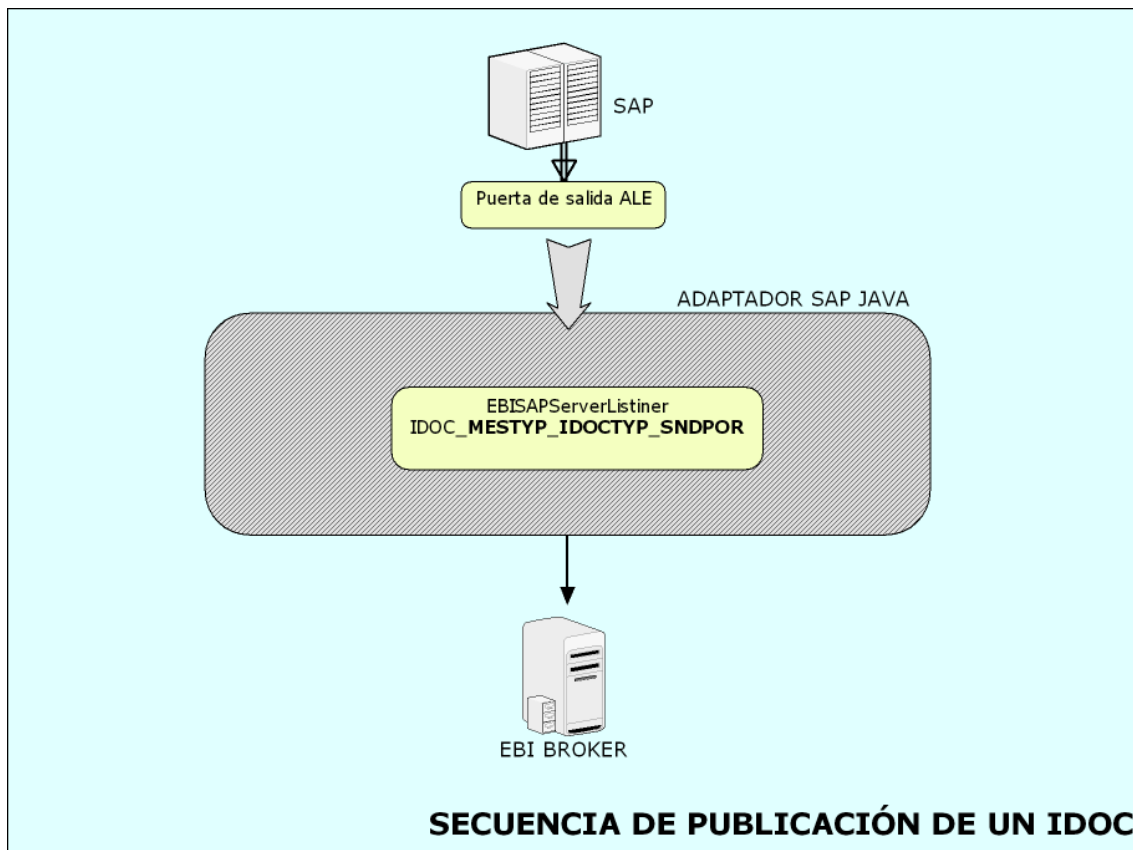 SAP
Puerta de salida ALE
ADAPTADOR SAP JAVA
EBISAPServerListiner
IDOC_MESTYP_IDOCTYP_SNDPOR
EBI BROKER
SECUENCIA DE PUBLICACIÓN DE UN IDOC